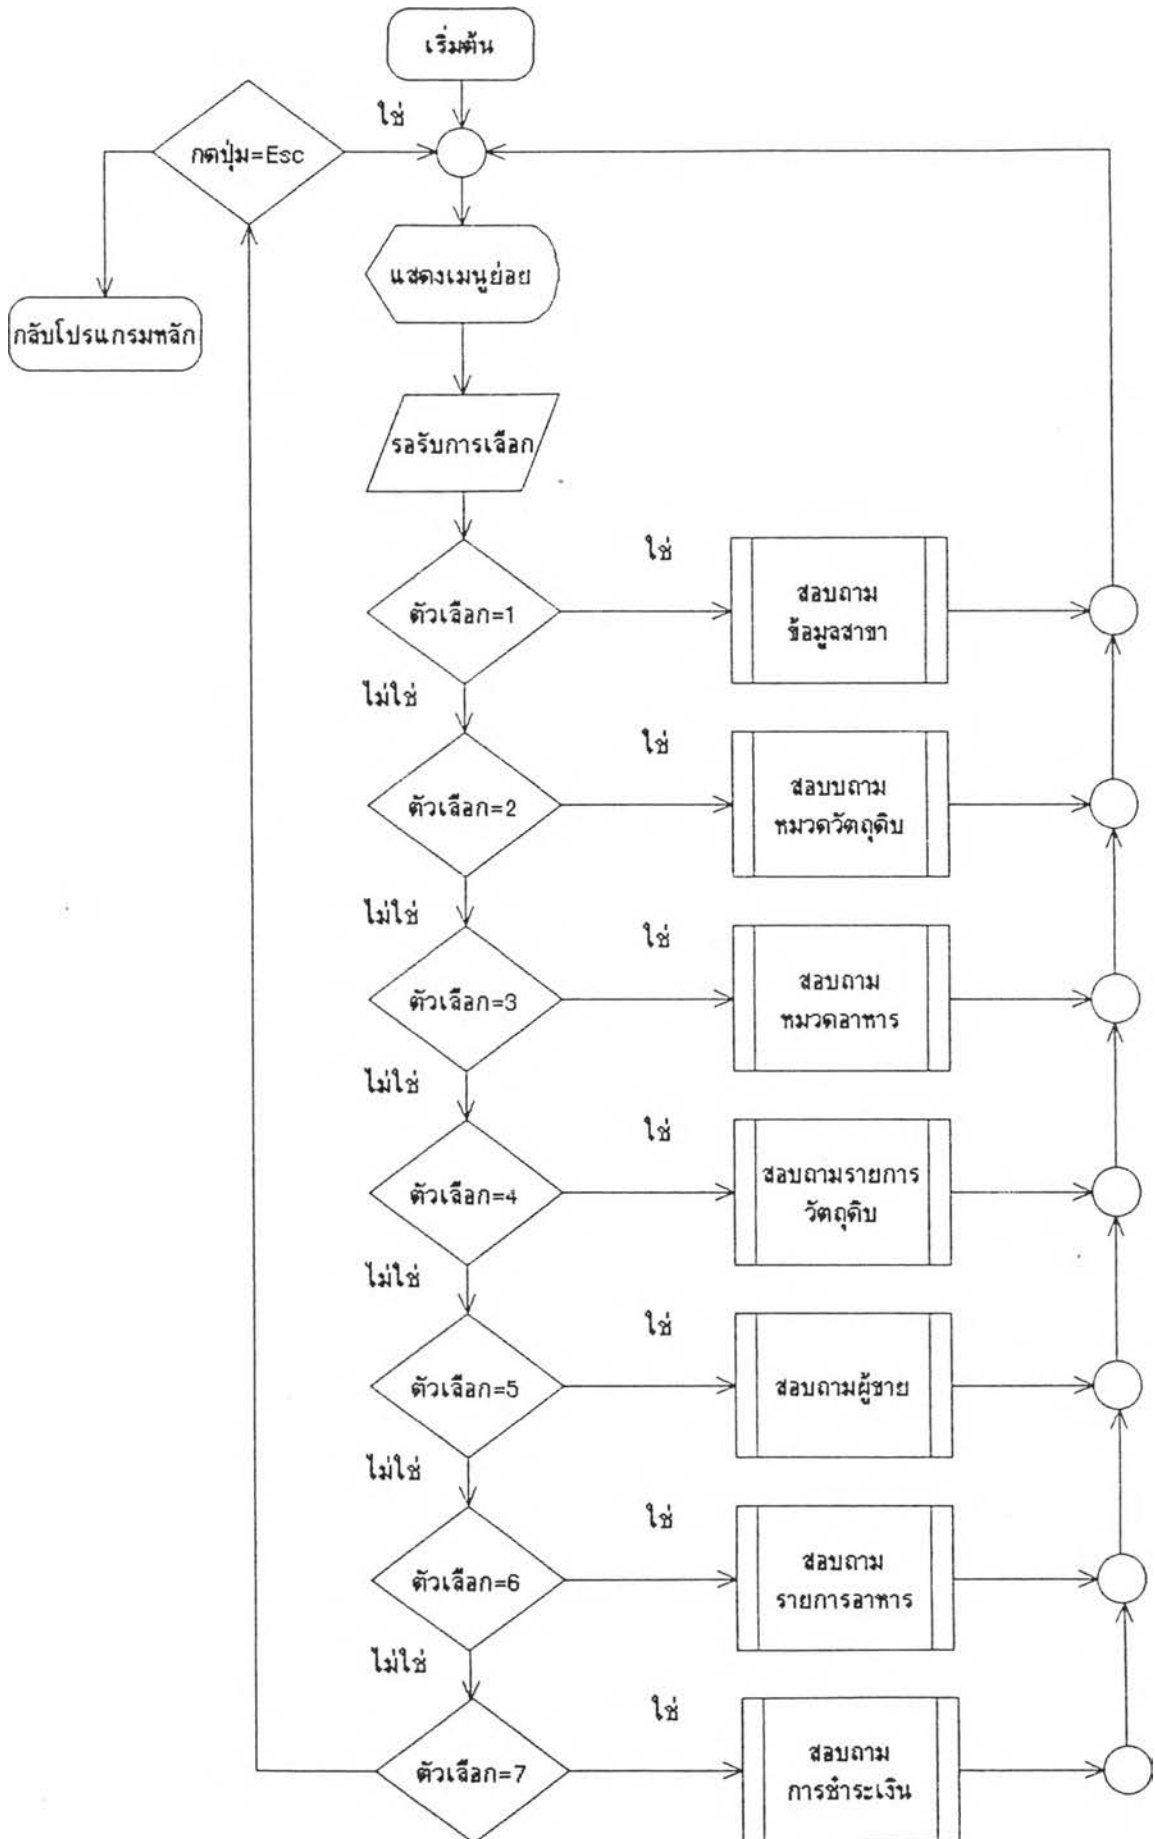 เริ่มต้น
ใช่
กดปุ่ม=Esc
แสดงเมนูย่อย
กลับโปรแกรมหลัก
รอรับการเลือก
ใช่
ตัวเลือก=1
สอบถาม
ข้อมูลสาขา
ไม่ใช่
ใช่
ตัวเลือก=2
สอบบถาม
หมวดวัตถุดิบ
ไม่ใช่
ใช่
ตัวเลือก=3
สอบถาม
หมวดอาหาร
ไม่ใช่
ใช่
ตัวเลือก=4
สอบถามรายการ
วัตถุดิบ
ไม่ใช่
ใช่
ตัวเลือก=5
สอบถามผู้ขาย
ไม่ใช่
ใช่
ตัวเลือก=6
สอบถาม
รายการอาหาร
ไม่ใช่
ใช่
ตัวเลือก=7
สอบถาม
การชำระเงิน